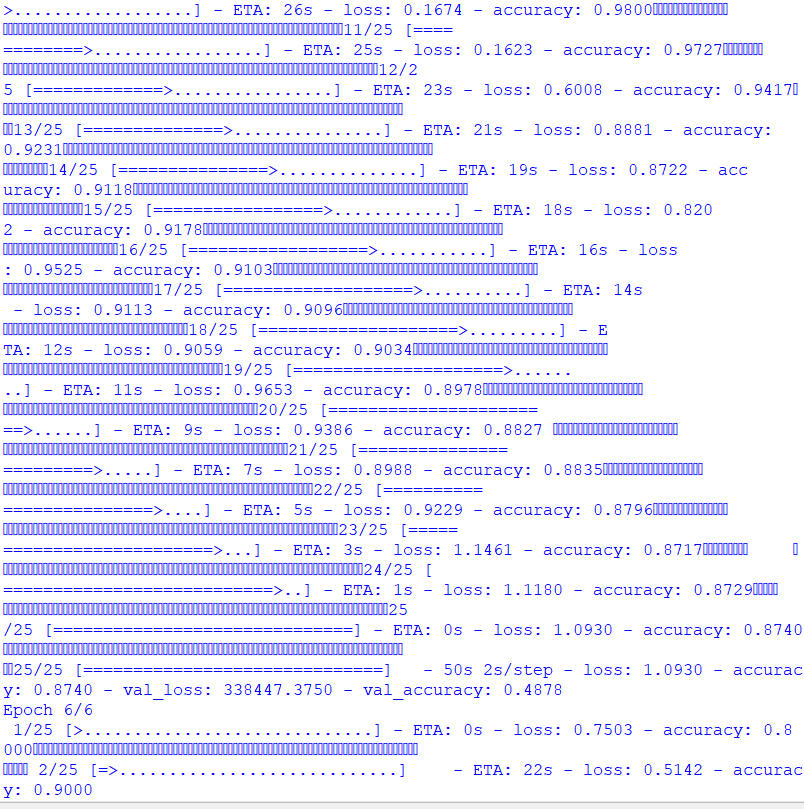 >..................] - ETA: 26s - loss: 0.1674 - accuracy: 0.9800
11/25 [====
========>.................] - ETA: 25s - loss: 0.1623 - accuracy: 0.9727
12/2
5 [=============>................] - ETA: 23s - loss: 0.6008 - accuracy: 0.9417
13/25 [==============>...............] - ETA: 21s - loss: 0.8881 - accuracy:
0.9231
14/25 [===============>..............] - ETA: 19s - loss: 0.8722 - acc
uracy: 0.9118
15/25 [=================>............] - ETA: 18s - loss: 0.820
2 - accuracy: 0.9178
16/25 [==================>...........] - ETA: 16s - loss
: 0.9525 - accuracy: 0.9103
17/25 [===================>..........] - ETA: 14s
- loss: 0.9113 - accuracy: 0.9096
18/25 [====================>.........] - E
TA: 12s - loss: 0.9059 - accuracy: 0.9034
19/25 [=====================>......
..] - ETA: 11s - loss: 0.9653 - accuracy: 0.8978
20/25 [=====================
==>......] - ETA: 9s - loss: 0.9386 - accuracy: 0.8827
21/25 [===============
=========>.....] - ETA: 7s - loss: 0.8988 - accuracy: 0.8835
22/25 [==========
===============>....] - ETA: 5s - loss: 0.9229 - accuracy: 0.8796
23/25 [=====
=====================>...] - ETA: 3s - loss: 1.1461 - accuracy: 0.8717
24/25 [
===========================>..] - ETA: 1s - loss: 1.1180 - accuracy: 0.8729
25
/25 [==============================] - ETA: 0s - loss: 1.0930 - accuracy: 0.8740
25/25 [==============================] - 50s 2s/step - loss: 1.0930 - accurac
y: 0.8740 - val_loss: 338447.3750 - val_accuracy: 0.4878
Epoch 6/6
1/25 [>.............................] - ETA: 0s - loss: 0.7503 - accuracy: 0.8
000
2/25 [=>............................] - ETA: 22s - loss: 0.5142 - accurac
y: 0.9000